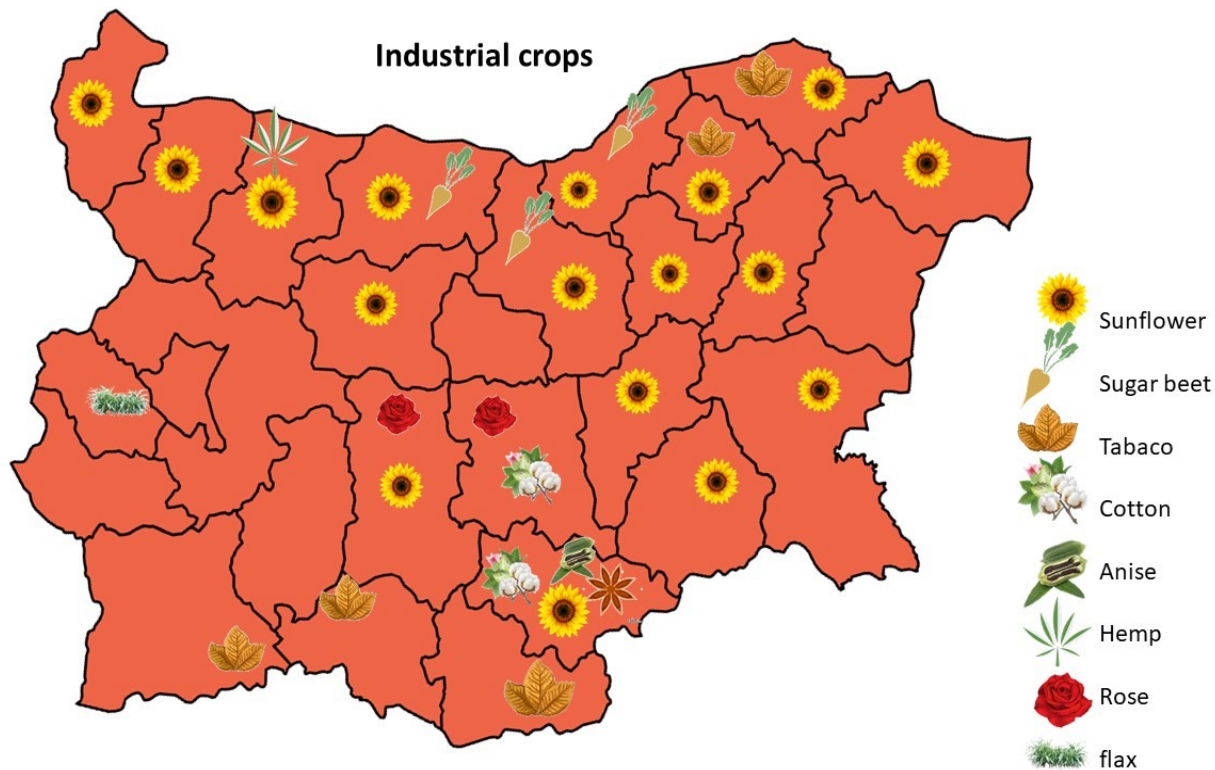 Industrial crops
Sunflower
Sugar beet
Tabaco
Cotton
Anise
Hemp
Rose
flax